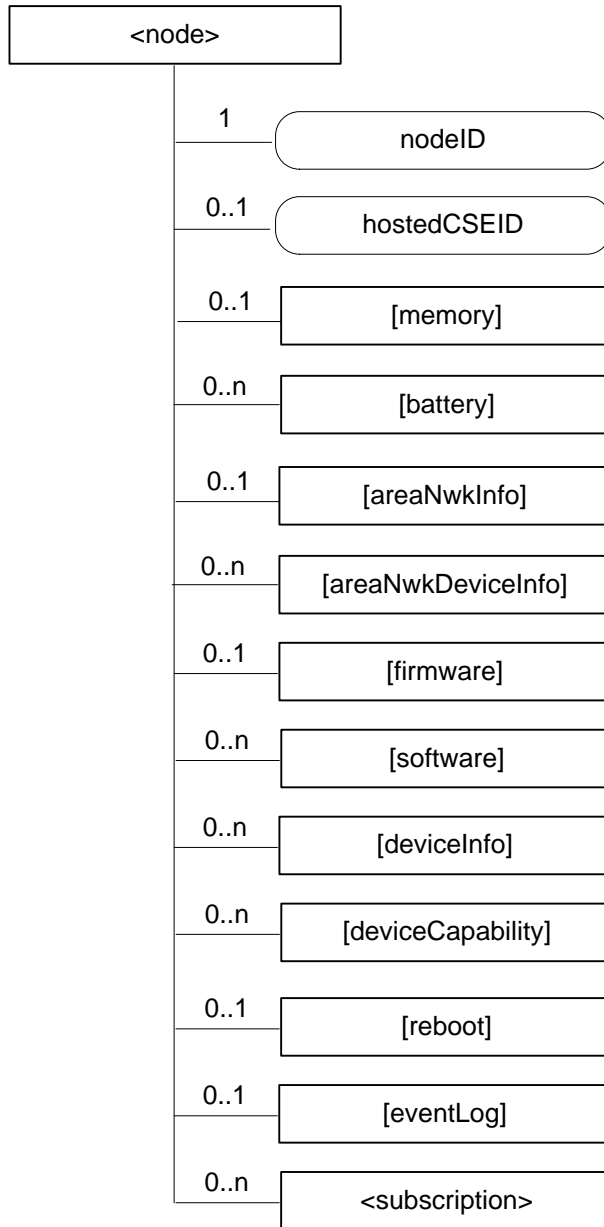 <node>
1
nodeID
0..1
hostedCSEID
0..1
[memory]
0..n
[battery]
0..1
[areaNwkInfo]
0..n
[areaNwkDeviceInfo]
0..1
[firmware]
0..n
[software]
0..n
[deviceInfo]
0..n
[deviceCapability]
0..1
[reboot]
0..1
[eventLog]
0..n
<subscription>